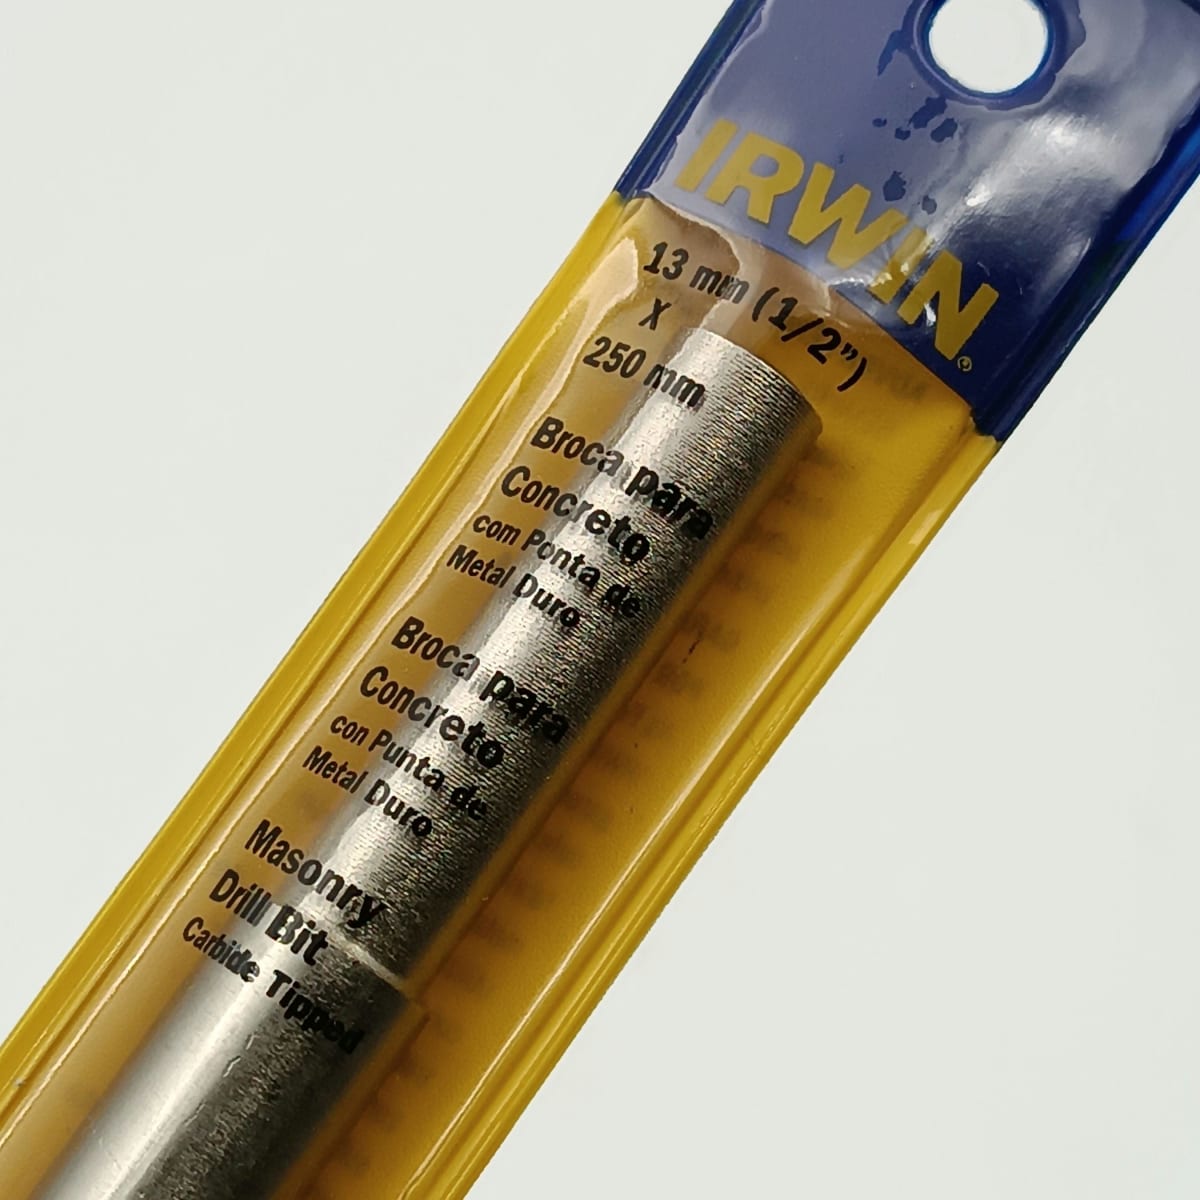 IRWIN®
13 mm (1/2”)
X
250 mm
Broca para
Concreto
com Ponta de
Metal Duro
Broca para
Concreto
con Punta de
Metal Duro
Masonry
Drill Bit
Carbide Tipped